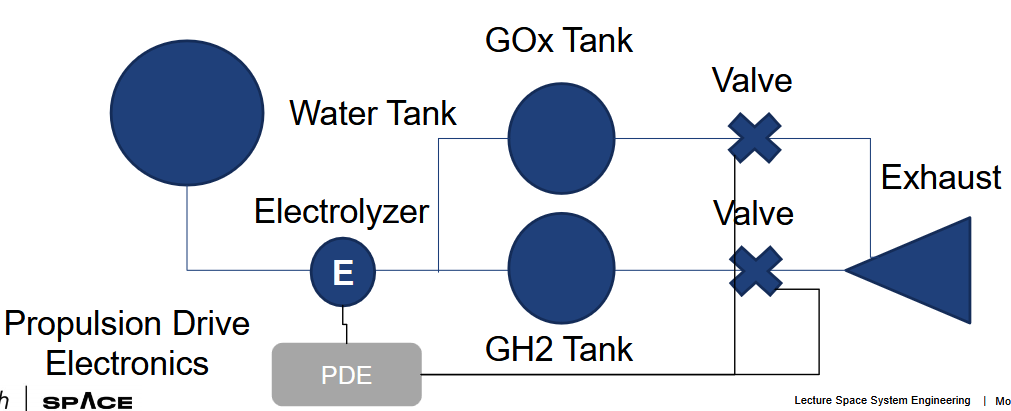 GOx Tank
Valve
Water Tank
Exhaust
Electrolyzer
Valve
E
Propulsion Drive
Electronics
GH2 Tank
PDE
h | SPACE
Lecture Space System Engineering | Mo